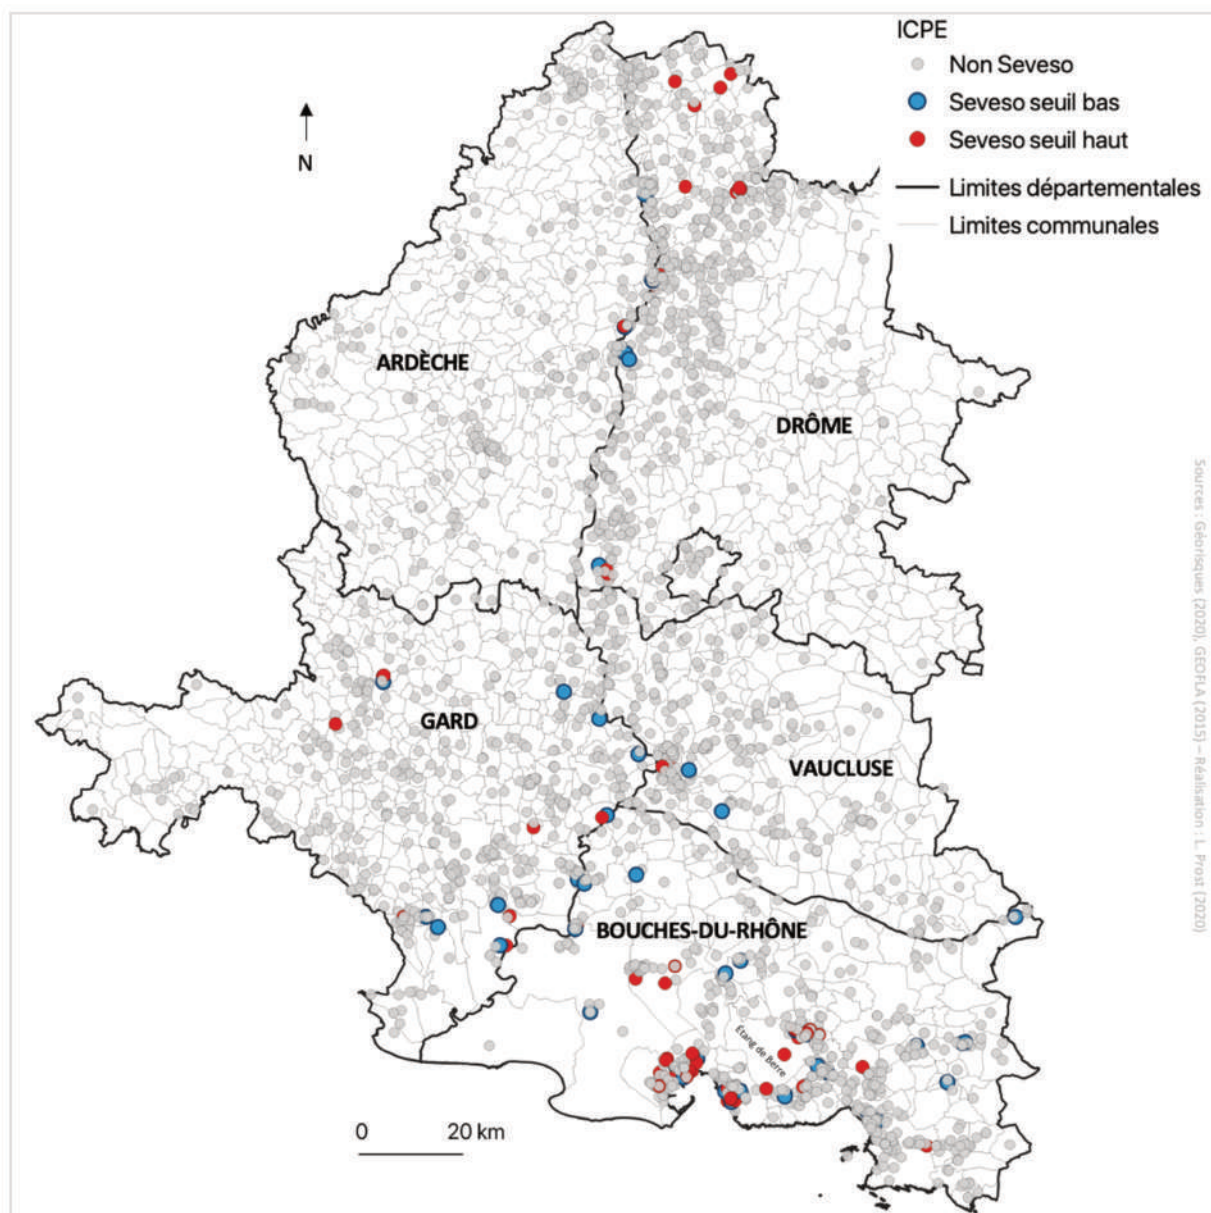 ICPE
Non Seveso
Seveso seuil bas
Seveso seuil haut
Limites départementales
Limites communales
N
ARDÈCHE
DRÔME
GARD
VAUCLUSE
BOUCHES-DU-RHÔNE
Étang de Berre
0 20 km
Sources : Géorisques (2020), GEOFLA (2015) – Réalisation : L. Prost (2020)